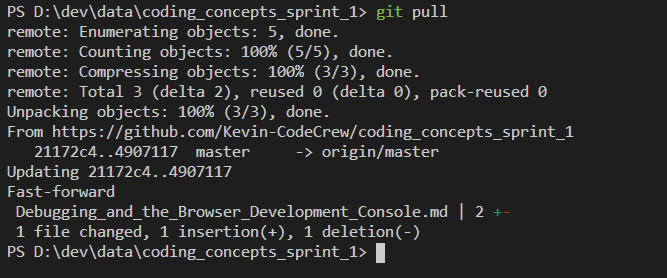 PS D:\dev\data\coding_concepts_sprint_1> git pull
remote: Enumerating objects: 5, done.
remote: Counting objects: 100% (5/5), done.
remote: Compressing objects: 100% (3/3), done.
remote: Total 3 (delta 2), reused 0 (delta 0), pack-reused 0
Unpacking objects: 100% (3/3), done.
From https://github.com/Kevin-CodeCrew/coding_concepts_sprint_1
   21172c4..4907117  master     -> origin/master
Updating 21172c4..4907117
Fast-forward
 Debugging_and_the_Browser_Development_Console.md | 2 +-
 1 file changed, 1 insertion(+), 1 deletion(-)
PS D:\dev\data\coding_concepts_sprint_1>